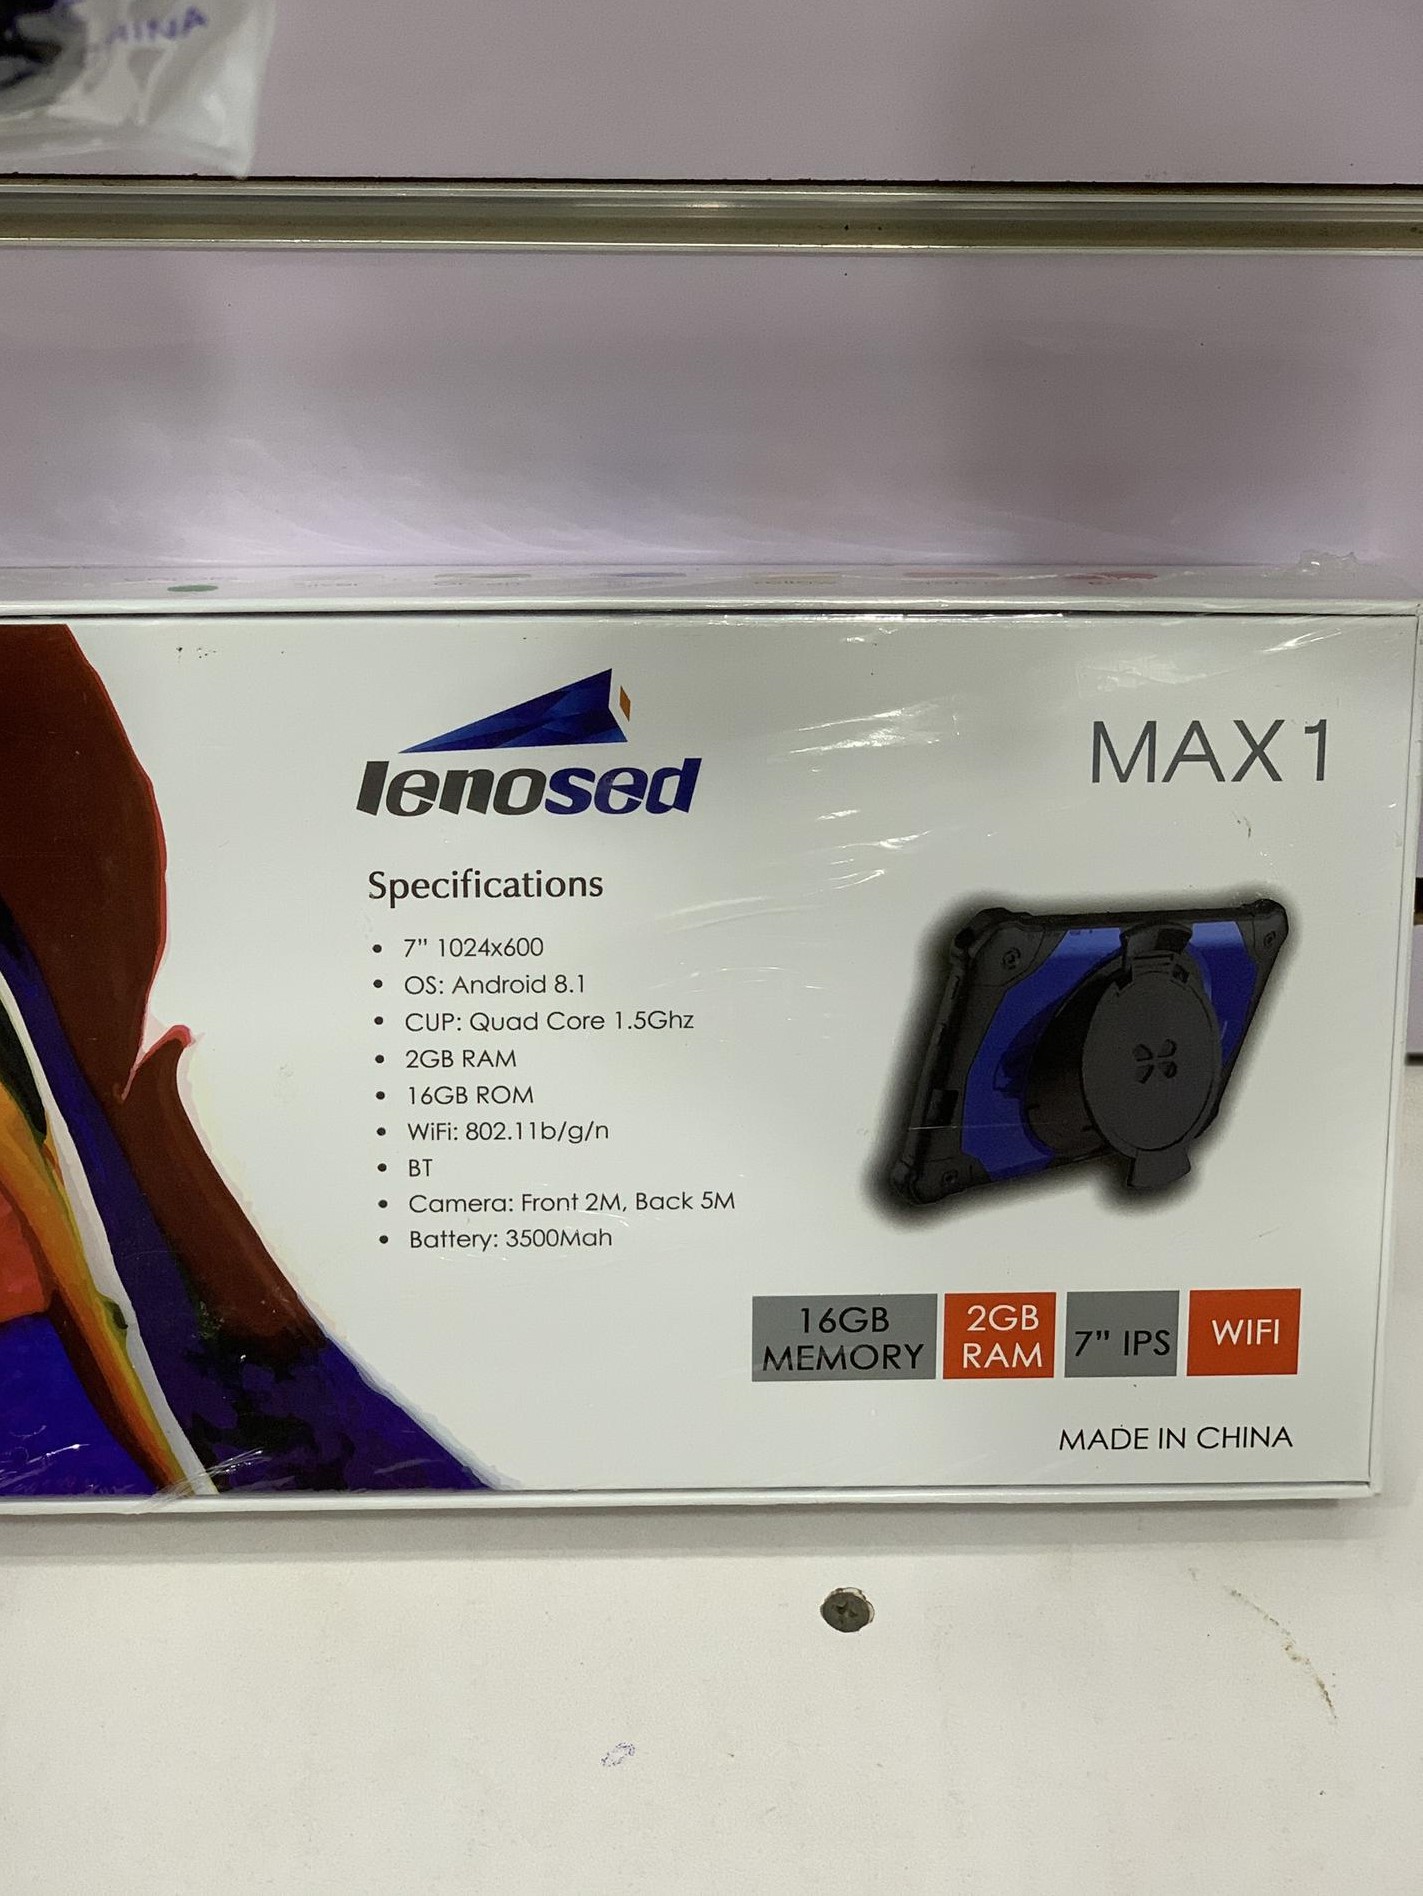 lenosed
MAX1
Specifications
• 7” 1024x600
• OS: Android 8.1
• CUP: Quad Core 1.5Ghz
• 2GB RAM
• 16GB ROM
• WiFi: 802.11b/g/n
• BT
• Camera: Front 2M, Back 5M
• Battery: 3500Mah
16GB
MEMORY
2GB
RAM
7” IPS
WIFI
MADE IN CHINA